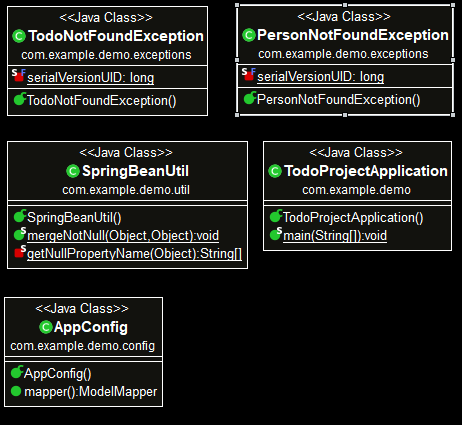 <<Java Class>>
TodoNotFoundException
com.example.demo.exceptions
serialVersionUID: long
TodoNotFoundException()
<<Java Class>>
PersonNotFoundException
com.example.demo.exceptions
serialVersionUID: long
PersonNotFoundException()
<<Java Class>>
SpringBeanUtil
com.example.demo.util
SpringBeanUtil()
mergeNotNull(Object,Object):void
getNullPropertyName(Object):String[]
<<Java Class>>
TodoProjectApplication
com.example.demo
TodoProjectApplication()
main(String[]):void
<<Java Class>>
AppConfig
com.example.demo.config
AppConfig()
mapper():ModelMapper